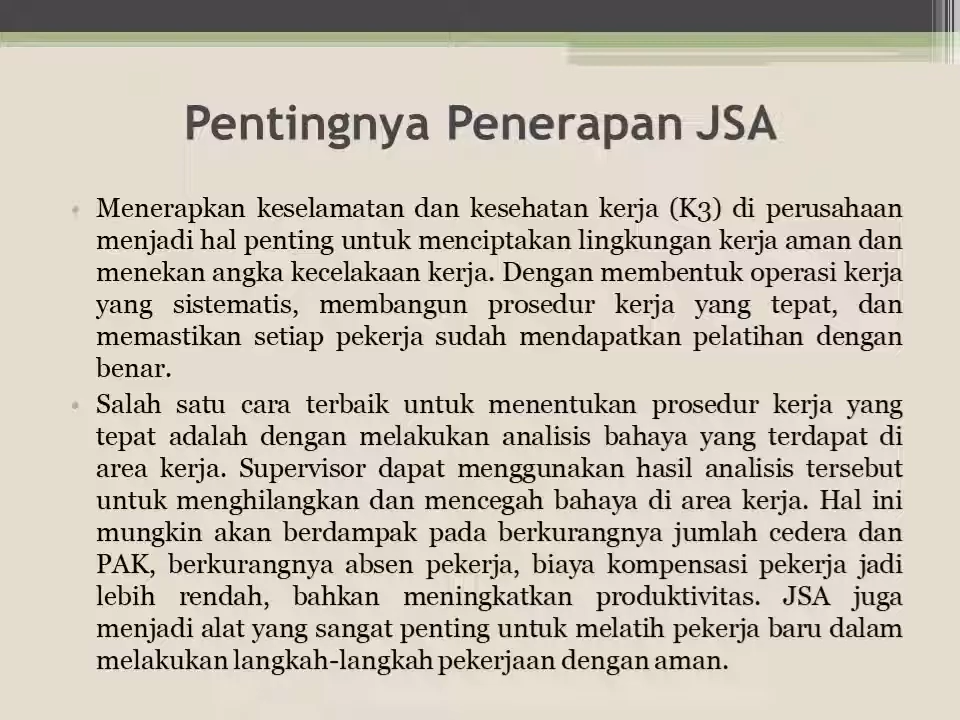 Pentingnya Penerapan JSA
• Menerapkan keselamatan dan kesehatan kerja (K3) di perusahaan
menjadi hal penting untuk menciptakan lingkungan kerja aman dan
menekan angka kecelakaan kerja. Dengan membentuk operasi kerja
yang sistematis, membangun prosedur kerja yang tepat, dan
memastikan setiap pekerja sudah mendapatkan pelatihan dengan
benar.
• Salah satu cara terbaik untuk menentukan prosedur kerja yang
tepat adalah dengan melakukan analisis bahaya yang terdapat di
area kerja. Supervisor dapat menggunakan hasil analisis tersebut
untuk menghilangkan dan mencegah bahaya di area kerja. Hal ini
mungkin akan berdampak pada berkurangnya jumlah cedera dan
PAK, berkurangnya absen pekerja, biaya kompensasi pekerja jadi
lebih rendah, bahkan meningkatkan produktivitas. JSA juga
menjadi alat yang sangat penting untuk melatih pekerja baru dalam
melakukan langkah-langkah pekerjaan dengan aman.